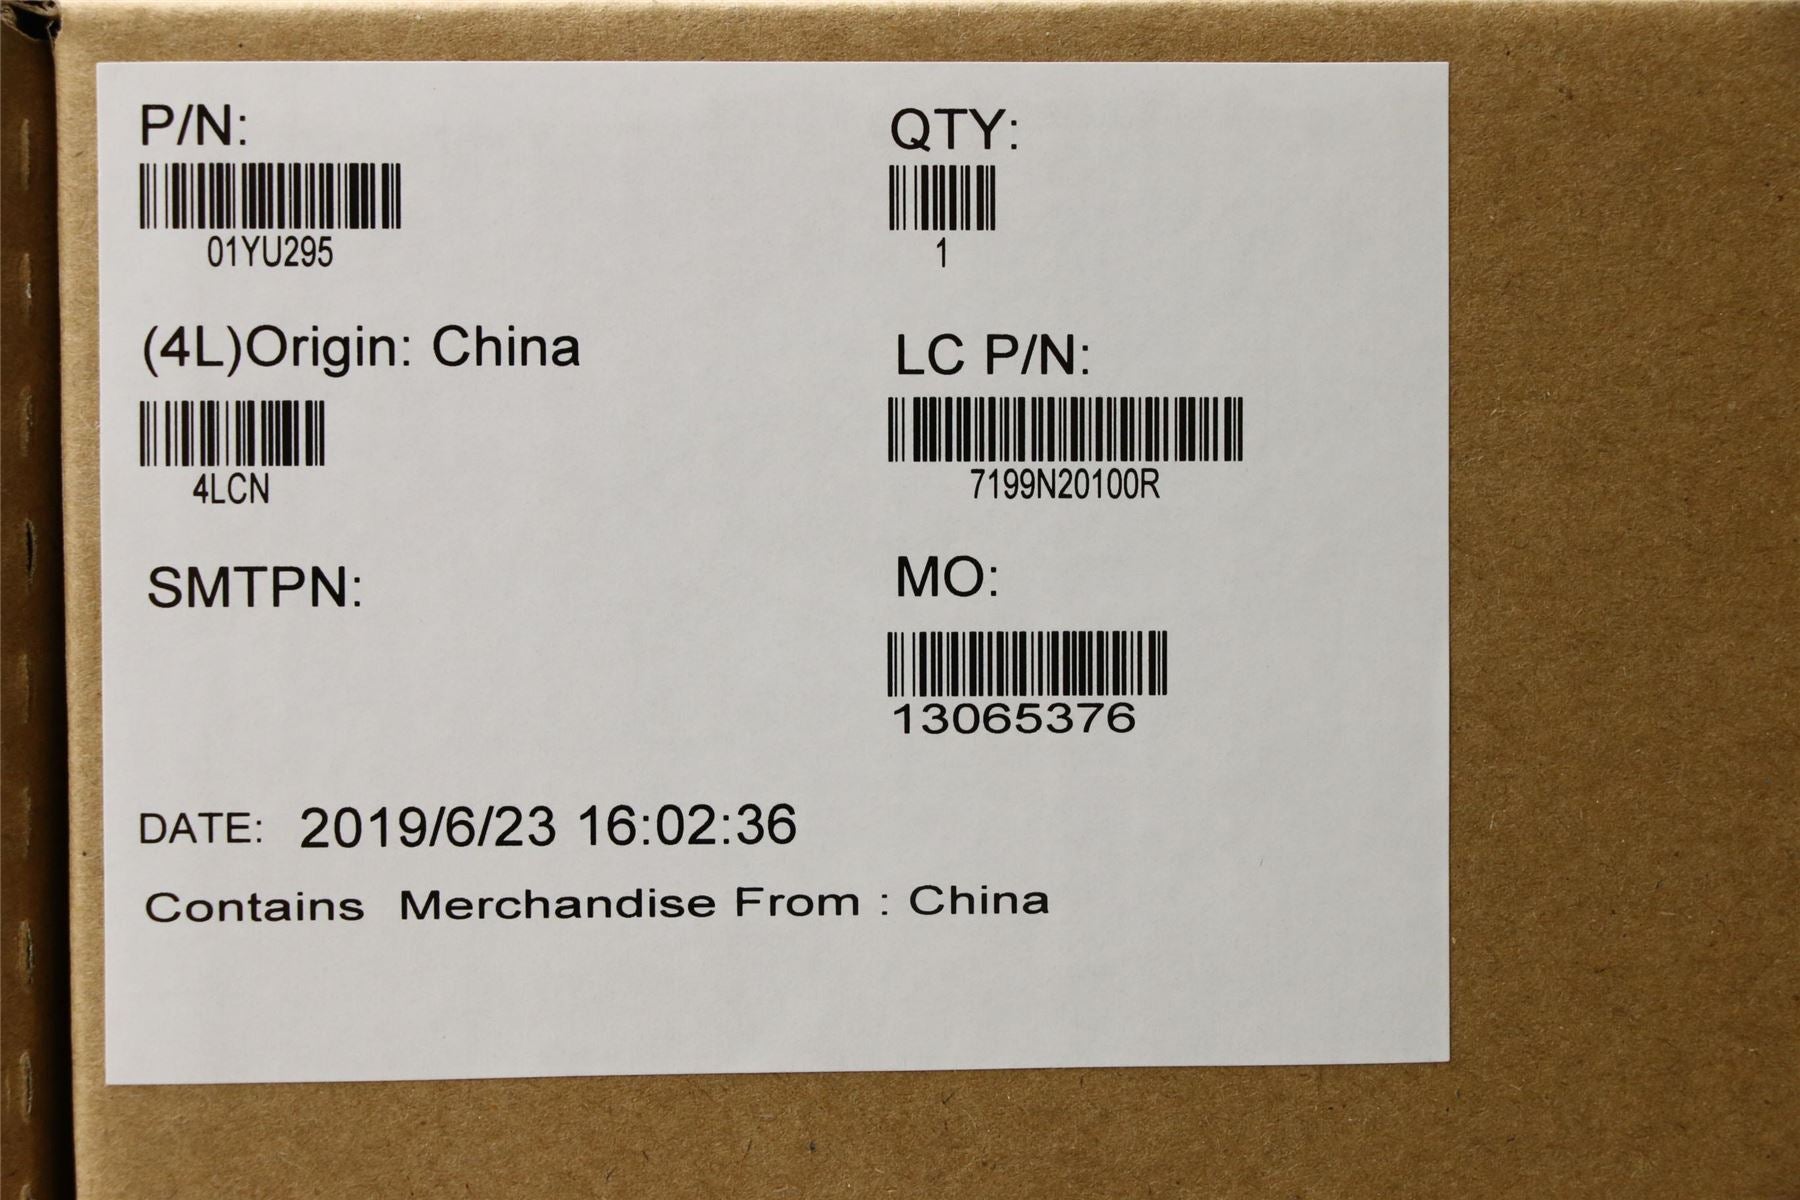 P/N:
01YU295
QTY:
1
(4L)Origin: China
4LCN
LC P/N:
7199N20100R
SMTPN:
MO:
13065376
DATE: 2019/6/23 16:02:36
Contains Merchandise From : China